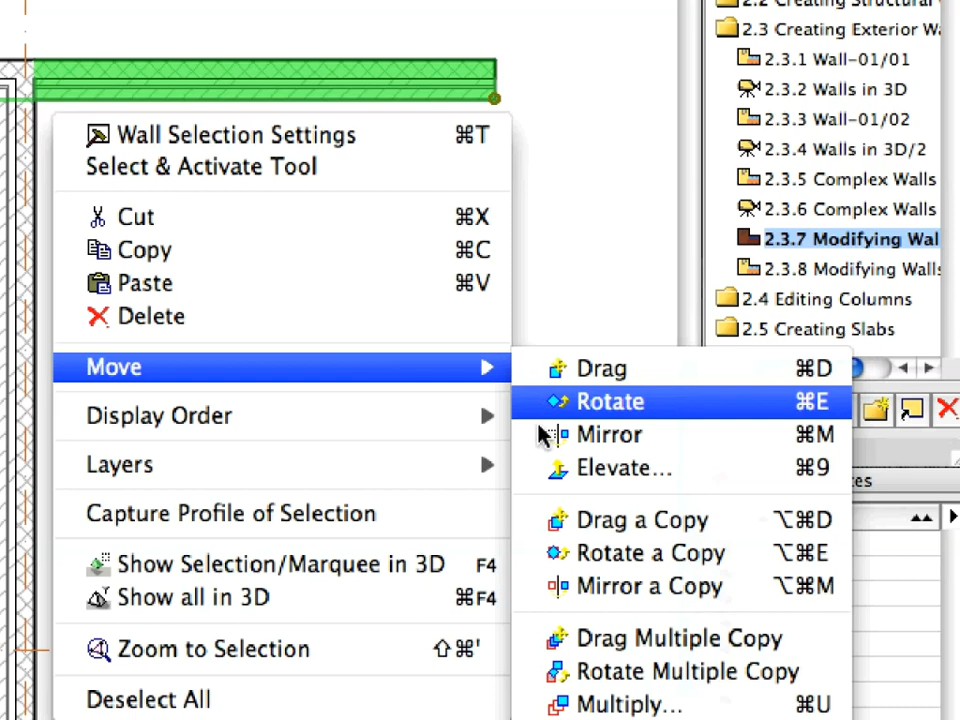 2.2 Creating Structural
2.3 Creating Exterior Wa
2.3.1 Wall-01/01
2.3.2 Walls in 3D
2.3.3 Wall-01/02
2.3.4 Walls in 3D/2
2.3.5 Complex Walls
2.3.6 Complex Walls
2.3.7 Modifying Wal
2.3.8 Modifying Walls
2.4 Editing Columns
2.5 Creating Slabs
Wall Selection Settings ⌘T
Select & Activate Tool
Cut ⌘X
Copy ⌘C
Paste ⌘V
Delete
Move
Display Order
Layers
Capture Profile of Selection
Show Selection/Marquee in 3D F4
Show all in 3D ⌘F4
Zoom to Selection ⇧⌘'
Deselect All
Drag ⌘D
Rotate ⌘E
Mirror ⌘M
Elevate... ⌘9
Drag a Copy ⌥⌘D
Rotate a Copy ⌥⌘E
Mirror a Copy ⌥⌘M
Drag Multiple Copy
Rotate Multiple Copy
Multiply... ⌘U
es